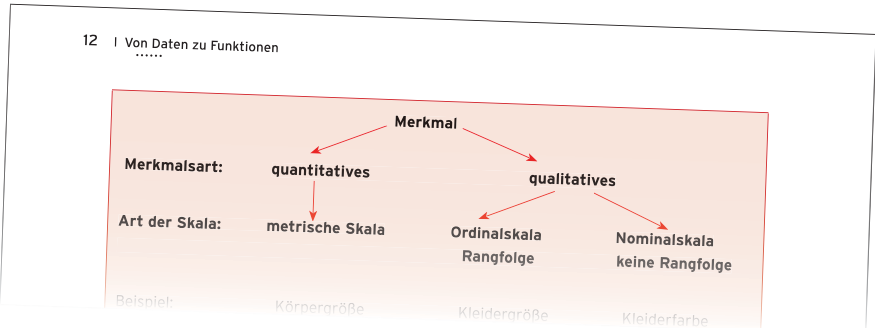 12 | Von Daten zu Funktionen
Merkmal
Merkmalsart: quantitatives qualitatives
Art der Skala: metrische Skala Ordinalskala Nominalskala
Rangfolge keine Rangfolge
Beispiel: Körpergröße Kleidergröße Kleiderfarbe